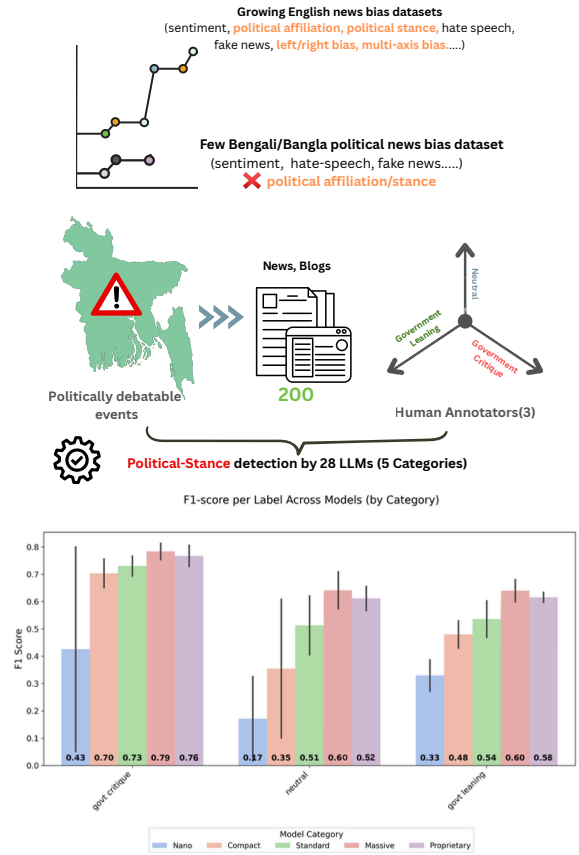 Growing English news bias datasets
(sentiment, political affiliation, political stance, hate speech,
fake news, left/right bias, multi-axis bias.....)
Few Bengali/Bangla political news bias dataset
(sentiment, hate-speech, fake news.....)
political affiliation/stance
News, Blogs
200
Politically debatable
events
Neutral
Government
Leaning
Government
Critique
Human Annotators(3)
Political-Stance detection by 28 LLMs (5 Categories)
F1-score per Label Across Models (by Category)
F1 Score
0.8
0.7
0.6
0.5
0.4
0.3
0.2
0.1
0.0
0.43 0.70 0.73 0.79 0.76 0.17 0.35 0.51 0.60 0.52 0.33 0.48 0.54 0.60 0.58
govt critique
neutral
govt leaning
Model Category
Nano Compact Standard Massive Proprietary